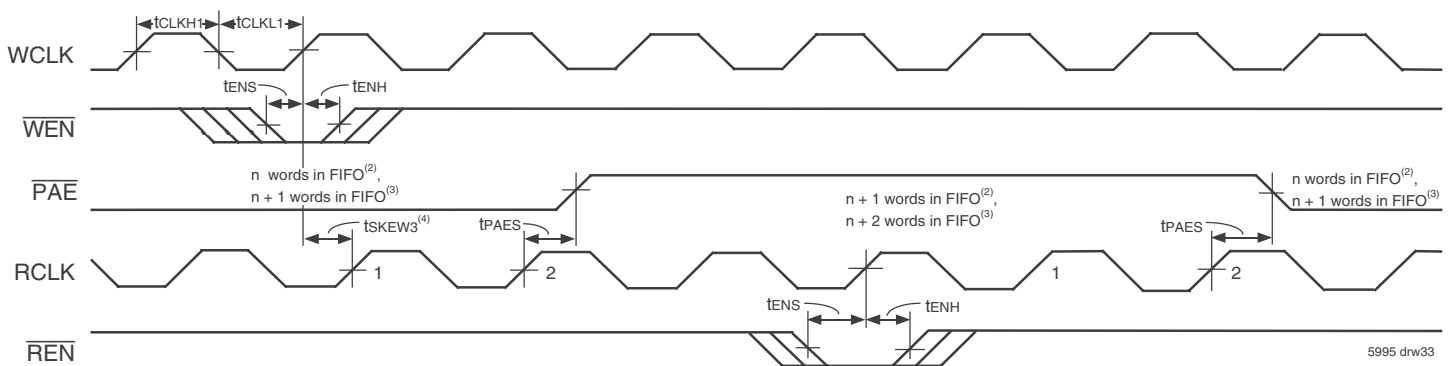 tCLKH1 tCLKL1
WCLK
tENS tENH
WEN
n words in FIFO(2),
n + 1 words in FIFO(3)
PAE
n + 1 words in FIFO(2),
n + 2 words in FIFO(3)
n words in FIFO(2),
n + 1 words in FIFO(3)
tSKEW3(4)
tPAES
tPAES
RCLK
1
2
1
2
tENS tENH
REN
5995 drw33